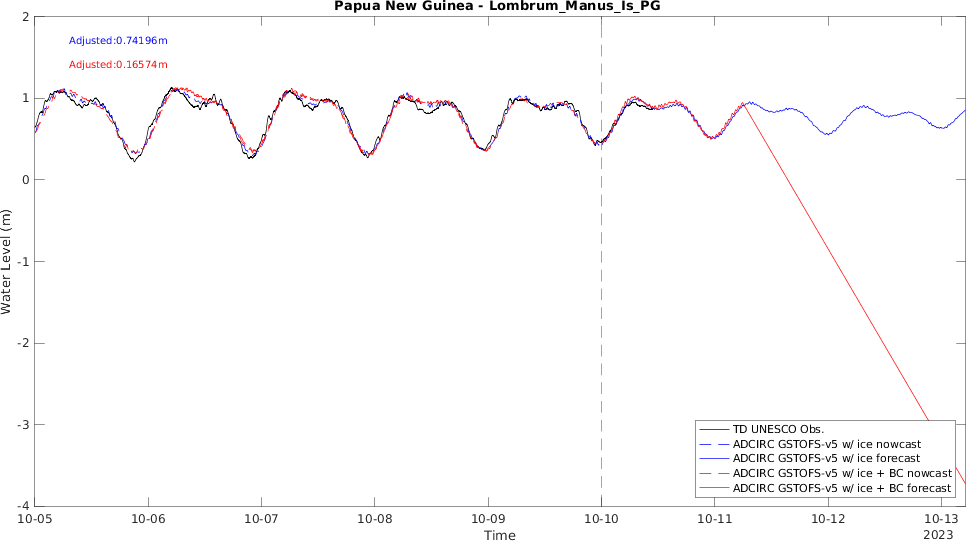 Papua New Guinea - Lombrum_Manus_Is_PG
2
Adjusted:0.74196m
Adjusted:0.16574m
1
0
-1
-2
-3
-4
Water Level (m)
TD UNESCO Obs.
ADCIRC GSTOFS-v5 w/ ice nowcast
ADCIRC GSTOFS-v5 w/ ice forecast
ADCIRC GSTOFS-v5 w/ ice + BC nowcast
ADCIRC GSTOFS-v5 w/ ice + BC forecast
10-05 10-06 10-07 10-08 10-09 10-10 10-11 10-12 10-13
Time
2023